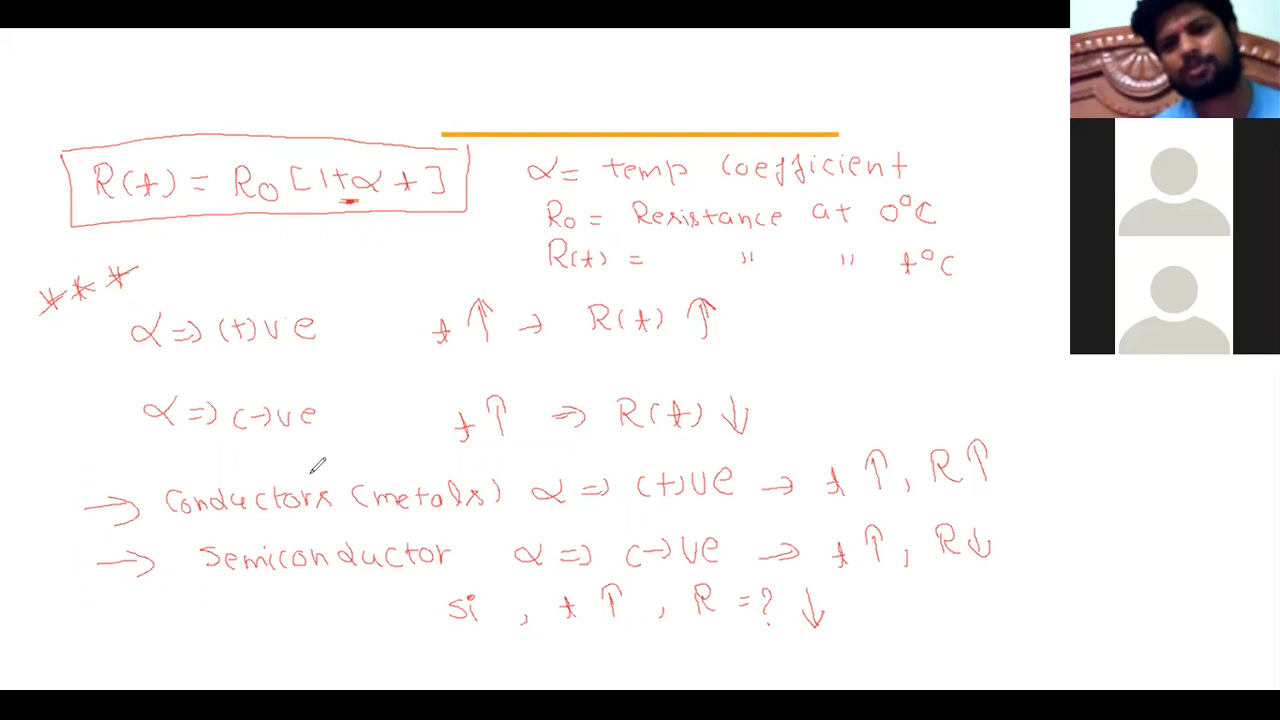 R(t) = R0 [1+α t]
α = temp coefficient
R0 = Resistance at 0°C
R(t) = " " t°C
***
α => (+)ve t ↑ → R(t) ↑
α => (-)ve t ↑ => R(t) ↓
→ Conductors (metals) α => (+)ve → t ↑, R ↑
→ Semiconductor α => (-)ve → t ↑, R ↓
si, t ↑, R = ? ↓